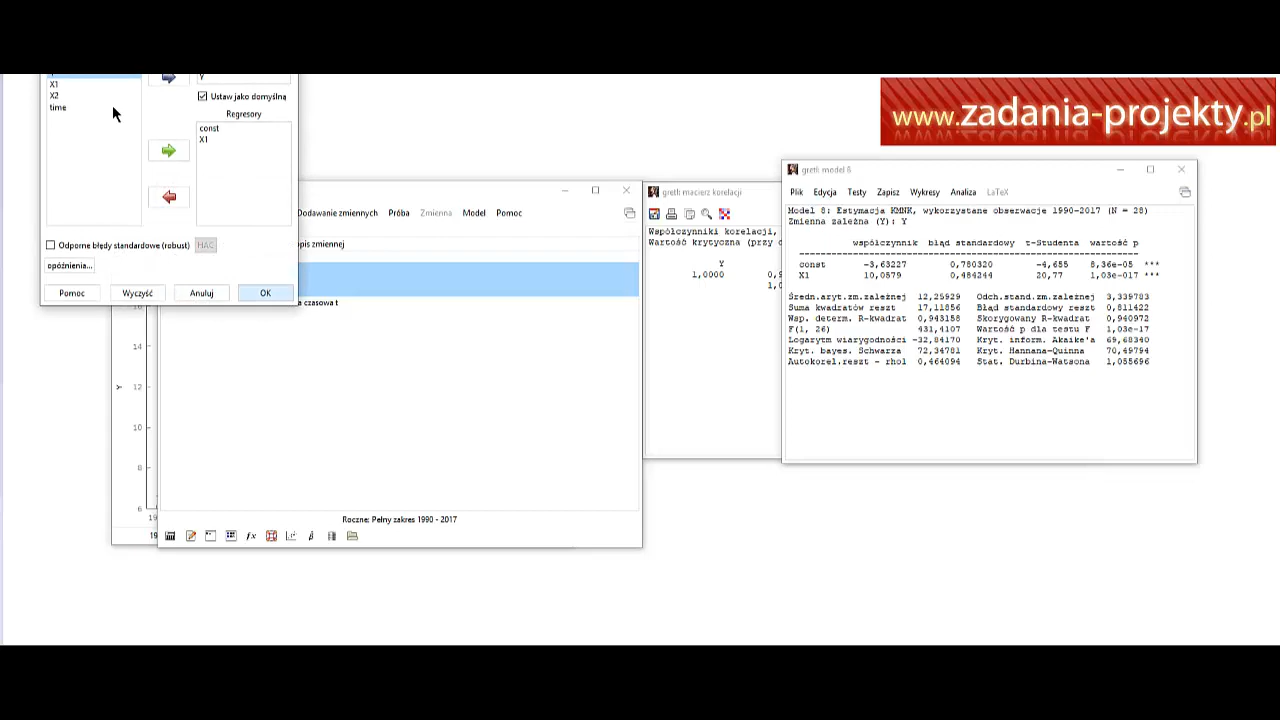 X1
X2
time
Y
Ustaw jako domyślną
Regresory
const
X1
Odporne błędy standardowe (robust)
HAC
opóźnienia...
Pomoc
Wyczyść
Anuluj
OK
www.zadania-projekty.pl
Dodawanie zmiennych
Próba
Zmienna
Model
Pomoc
opis zmiennej
a czasowa t
14
12
10
8
6
Y
19
19
Roczne: Pełny zakres 1990 - 2017
gretl: macierz korelacji
Współczynniki korelacji,
Wartość krytyczna (przy
Y
1,0000
gretl: model 8
Plik Edycja Testy Zapisz Wykresy Analiza LaTeX
Model 8: Estymacja KMNK, wykorzystane obserwacje 1990-2017 (N = 28)
Zmienna zależna (Y): Y
współczynnik błąd standardowy t-Studenta wartość p
const -3,63227 0,780320 -4,655 8,36e-05 ***
X1 10,0579 0,484244 20,77 1,03e-017 ***
Średn.aryt.zm.zależnej 12,25929 Odch.stand.zm.zależnej 3,339783
Suma kwadratów reszt 17,11856 Błąd standardowy reszt 0,811422
Wsp. determ. R-kwadrat 0,943158 Skorygowany R-kwadrat 0,940972
F(1, 26) 431,4107 Wartość p dla testu F 1,03e-17
Logarytm wiarygodności -32,84170 Kryt. inform. Akaike'a 69,68340
Kryt. bayes. Schwarza 72,34781 Kryt. Hannana-Quinna 70,49794
Autokorel.reszt - rho1 0,464094 Stat. Durbina-Watsona 1,055696